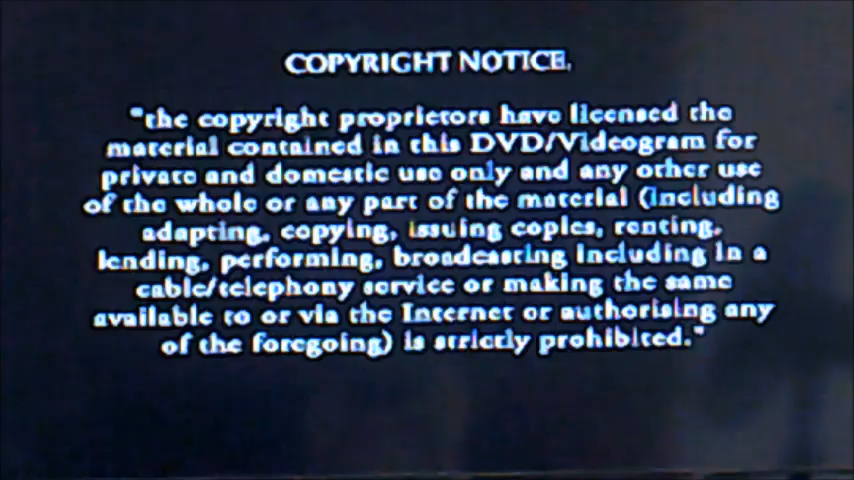 COPYRIGHT NOTICE.
"the copyright proprietors have licensed the
material contained in this DVD/Videogram for
private and domestic use only and any other use
of the whole or any part of the material (including
adapting, copying, issuing copies, renting,
lending, performing, broadcasting including in a
cable/telephony service or making the same
available to or via the Internet or authorising any
of the foregoing) is strictly prohibited."